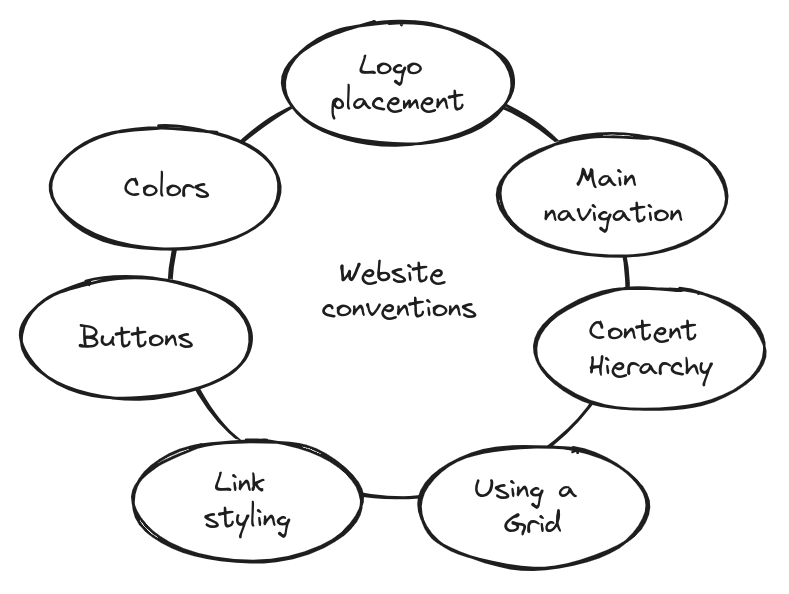 Logo
placement
Colors
Main
navigation
Website
conventions
Buttons
Content
Hierarchy
Link
styling
Using a
Grid